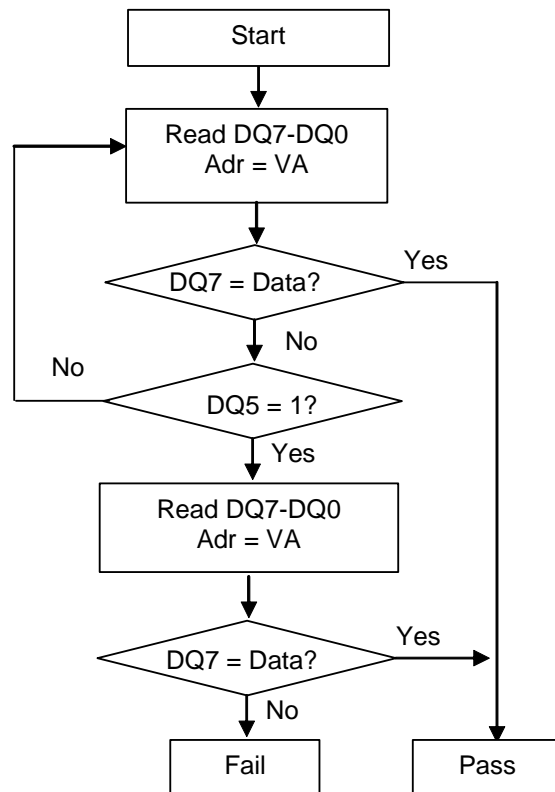 Start
Read DQ7-DQ0
Adr = VA
DQ7 = Data?
Yes
No
No
DQ5 = 1?
Yes
Read DQ7-DQ0
Adr = VA
DQ7 = Data?
Yes
No
Fail
Pass